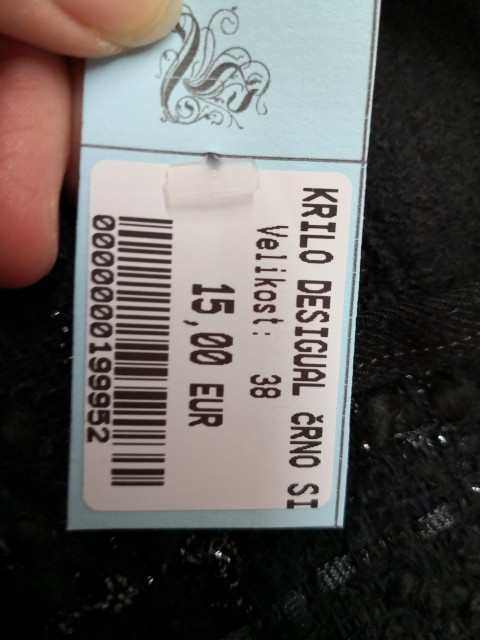 KRILO DESIGUAL ČRNO SI
Velikost: 38
15,00 EUR
0000000199952